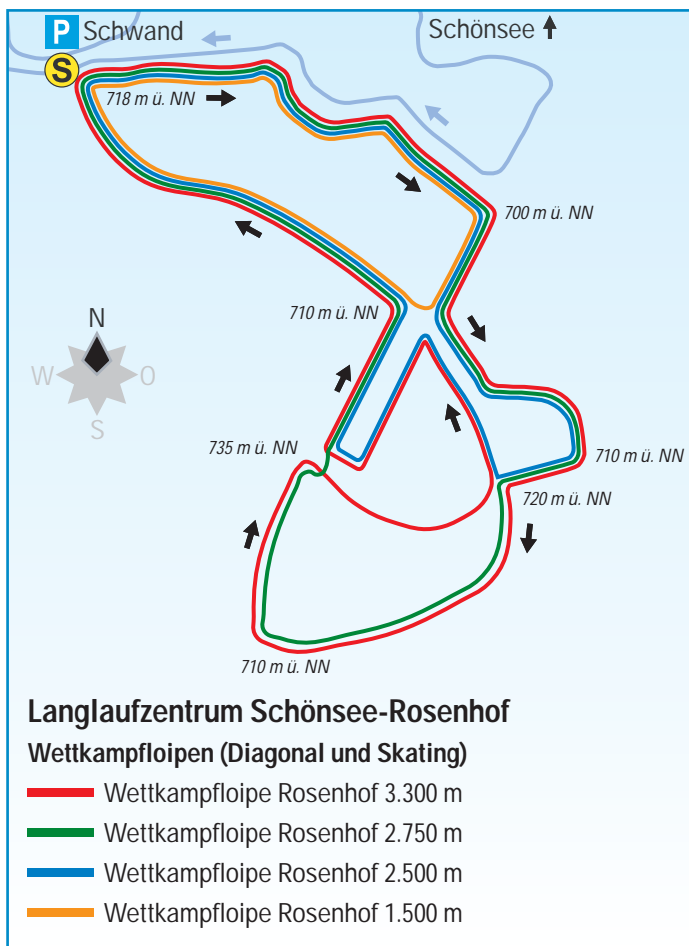 P Schwand
Schönsee
S
718 m ü. NN
700 m ü. NN
710 m ü. NN
N
W O
S
735 m ü. NN
710 m ü. NN
720 m ü. NN
710 m ü. NN
Langlaufzentrum Schönsee-Rosenhof
Wettkampfloipen (Diagonal und Skating)
Wettkampfloipe Rosenhof 3.300 m
Wettkampfloipe Rosenhof 2.750 m
Wettkampfloipe Rosenhof 2.500 m
Wettkampfloipe Rosenhof 1.500 m